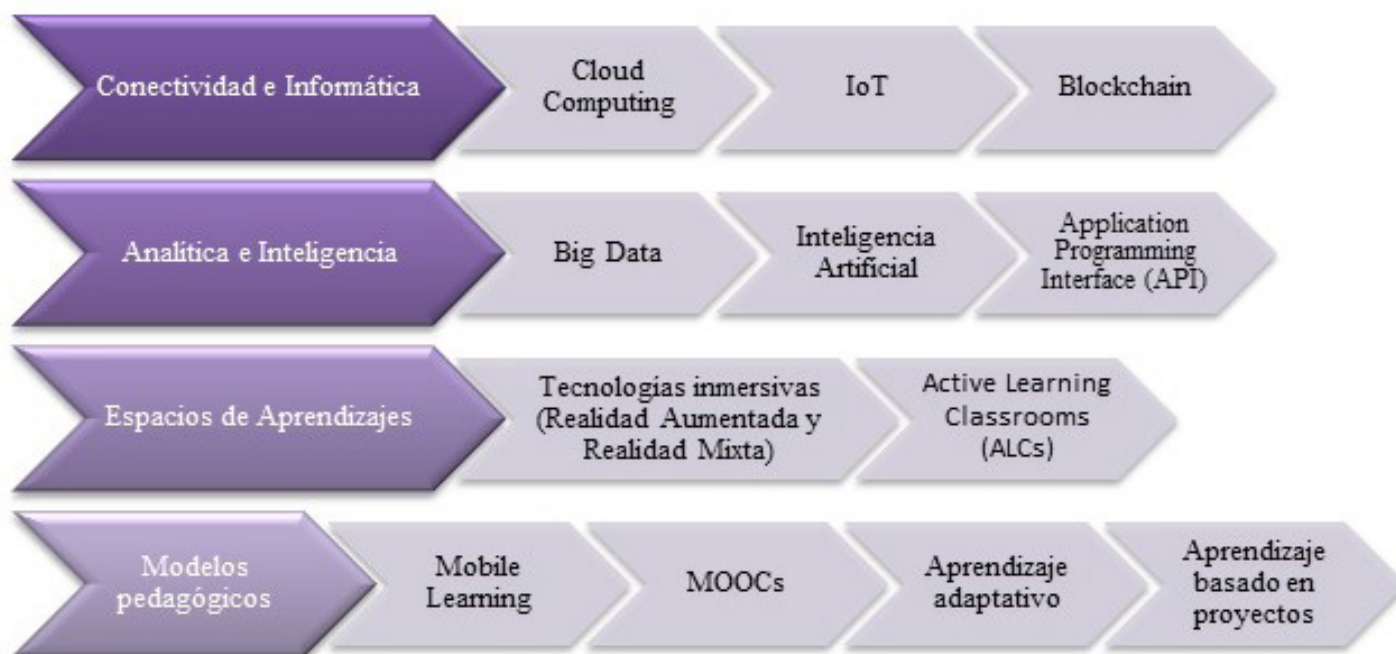 Conectividad e Informática
Cloud
Computing
IoT
Blockchain
Analítica e Inteligencia
Big Data
Inteligencia
Artificial
Application
Programming
Interface (API)
Espacios de Aprendizajes
Tecnologías inmersivas
(Realidad Aumentada y
Realidad Mixta)
Active Learning
Classrooms
(ALCs)
Modelos
pedagógicos
Mobile
Learning
MOOCs
Aprendizaje
adaptativo
Aprendizaje
basado en
proyectos